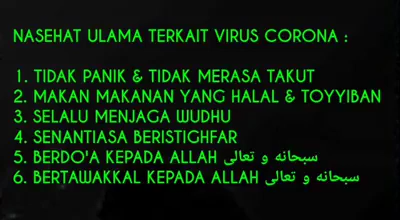 NASEHAT ULAMA TERKAIT VIRUS CORONA :
1. TIDAK PANIK & TIDAK MERASA TAKUT
2. MAKAN MAKANAN YANG HALAL & TOYYIBAN
3. SELALU MENJAGA WUDHU
4. SENANTIASA BERISTIGHFAR
5. BERDO'A KEPADA ALLAH سبحانه و تعالى
6. BERTAWAKKAL KEPADA ALLAH سبحانه و تعالى